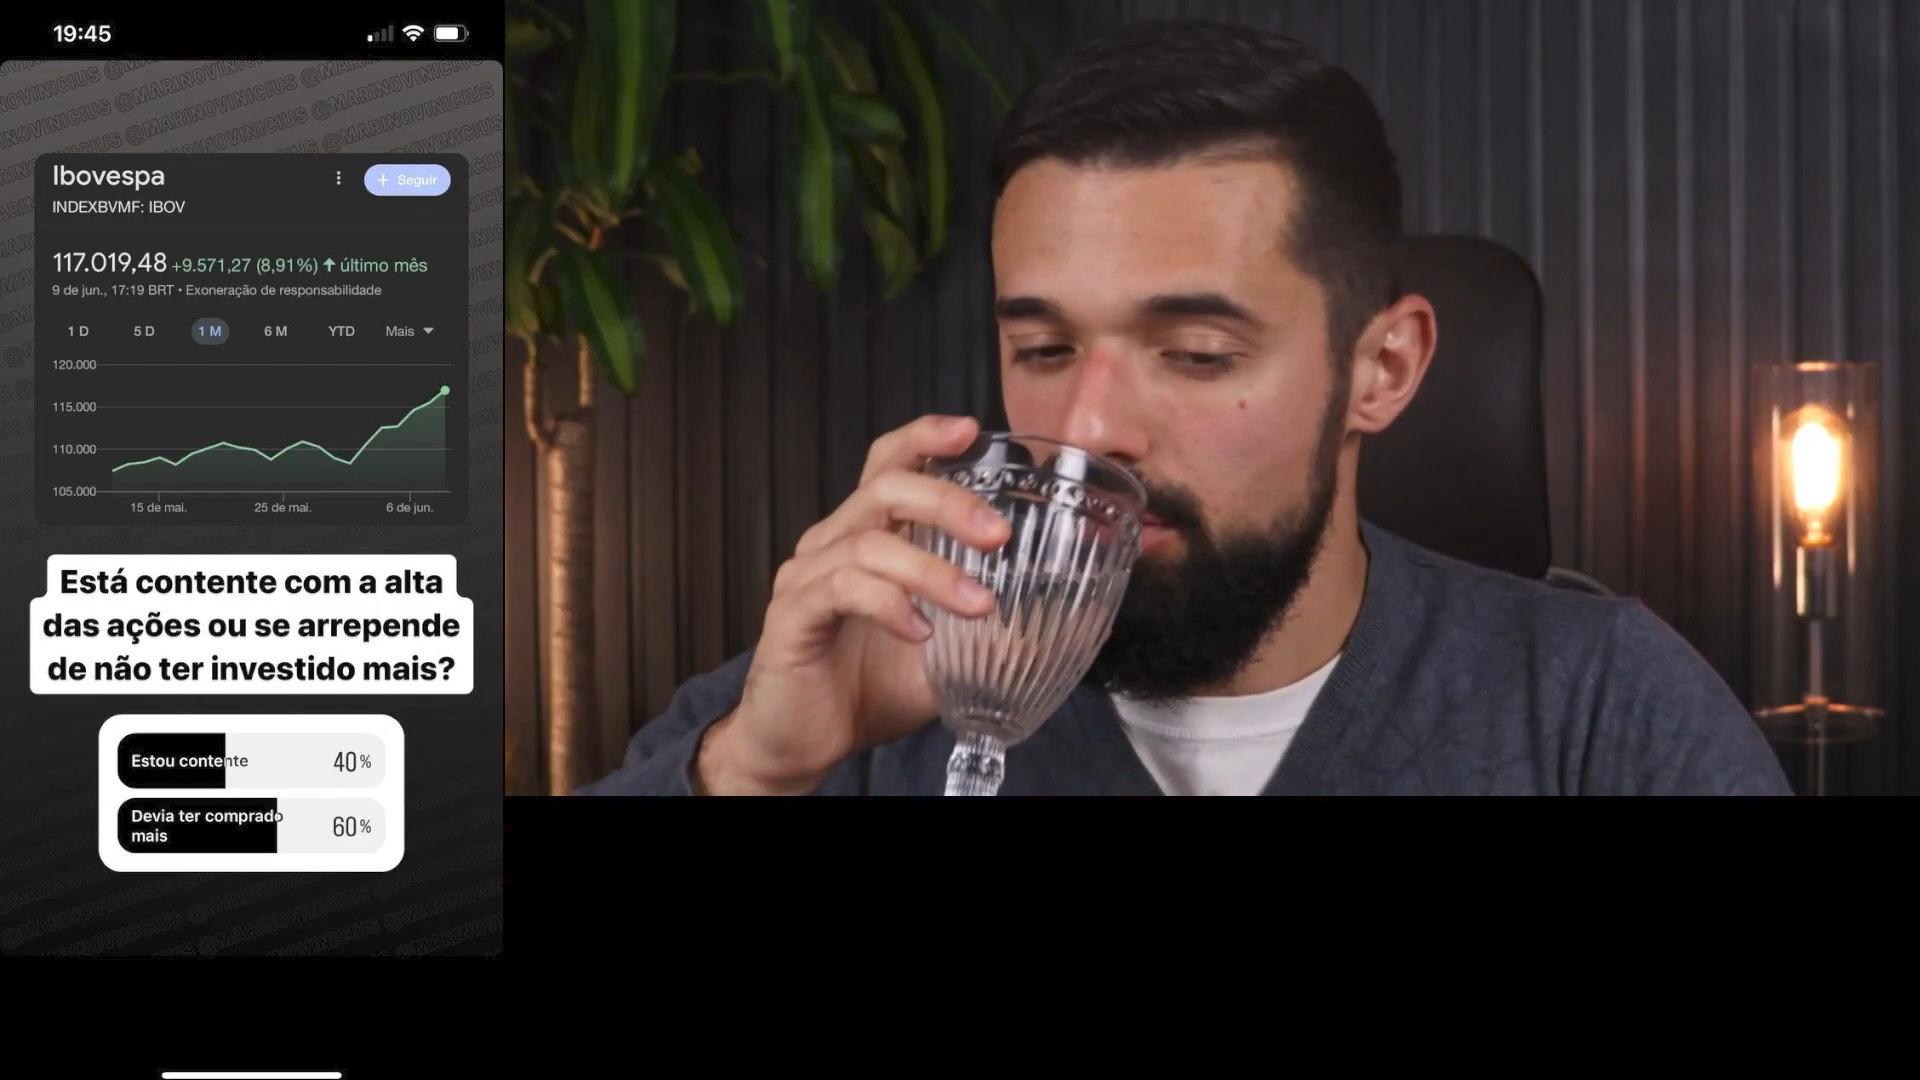 19:45
@MARINOVINICIUS @MARINOVINICIUS @MARINOVINICIUS
Ibovespa
+ Seguir
INDEXBVMF: IBOV
117.019,48 +9.571,27 (8,91%) ↑ último mês
9 de jun., 17:19 BRT • Exoneração de responsabilidade
1 D 5 D 1 M 6 M YTD Mais
120.000
115.000
110.000
105.000
15 de mai. 25 de mai. 6 de jun.
Está contente com a alta
das ações ou se arrepende
de não ter investido mais?
Estou contente 40%
Devia ter comprado
mais
60%